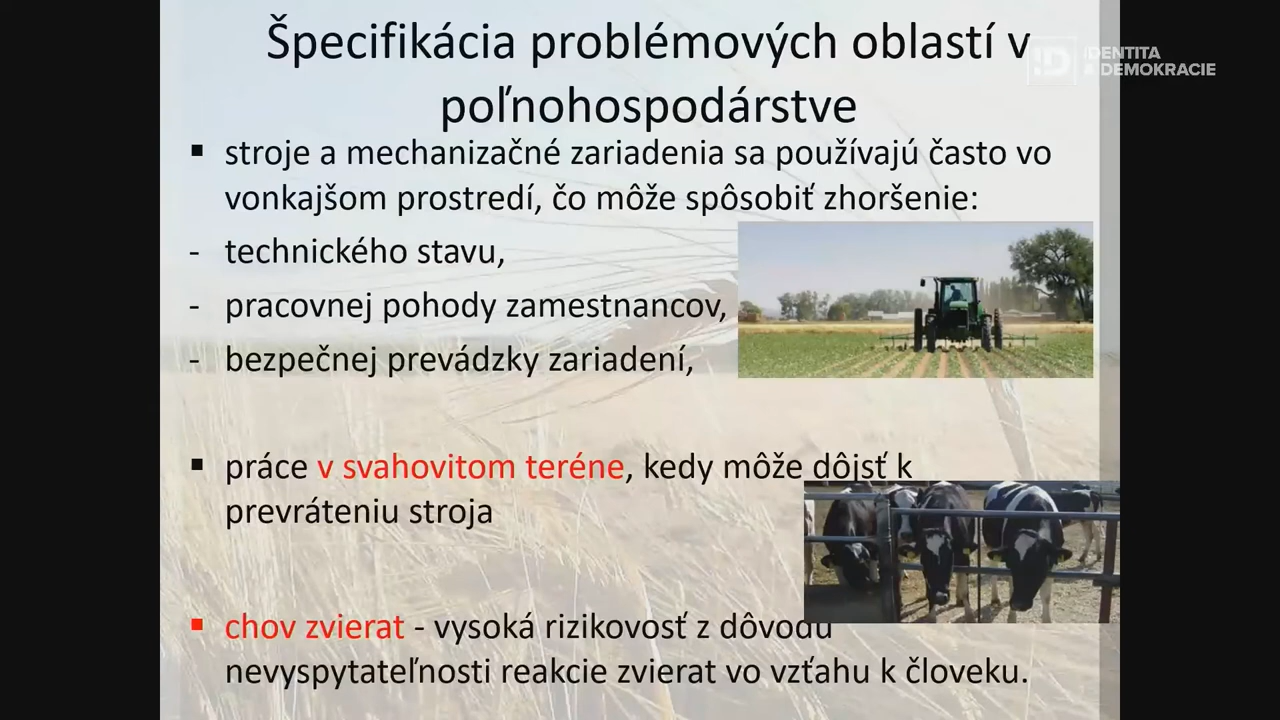 Špecifikácia problémových oblastí v
poľnohospodárstve
IDENTITA
DEMOKRACIE
▪ stroje a mechanizačné zariadenia sa používajú často vo
vonkajšom prostredí, čo môže spôsobiť zhoršenie:
- technického stavu,
- pracovnej pohody zamestnancov,
- bezpečnej prevádzky zariadení,
▪ práce v svahovitom teréne, kedy môže dôjsť k
prevráteniu stroja
▪ chov zvierat - vysoká rizikovosť z dôvodu
nevyspytateľnosti reakcie zvierat vo vzťahu k človeku.